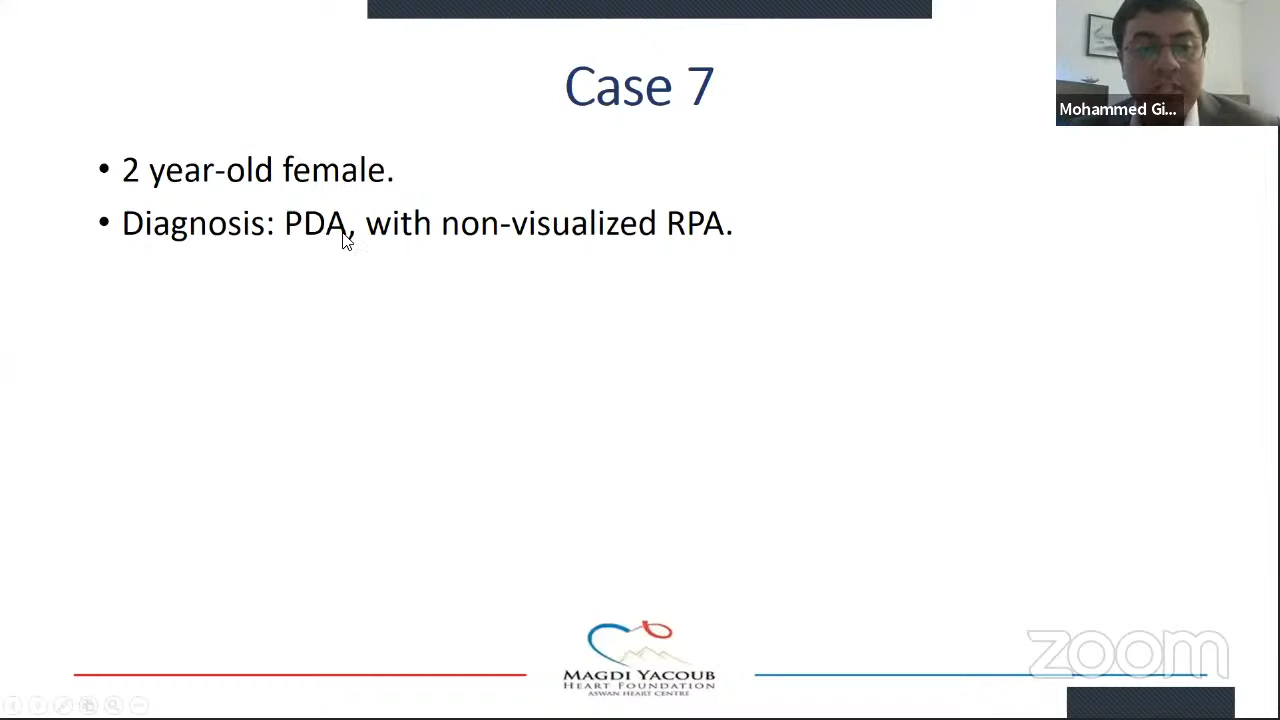 Case 7
Mohammed Gi...
• 2 year-old female.
• Diagnosis: PDA, with non-visualized RPA.
MAGDI YACOUB
HEART FOUNDATION
ASWAN HEART CENTRE
zoom